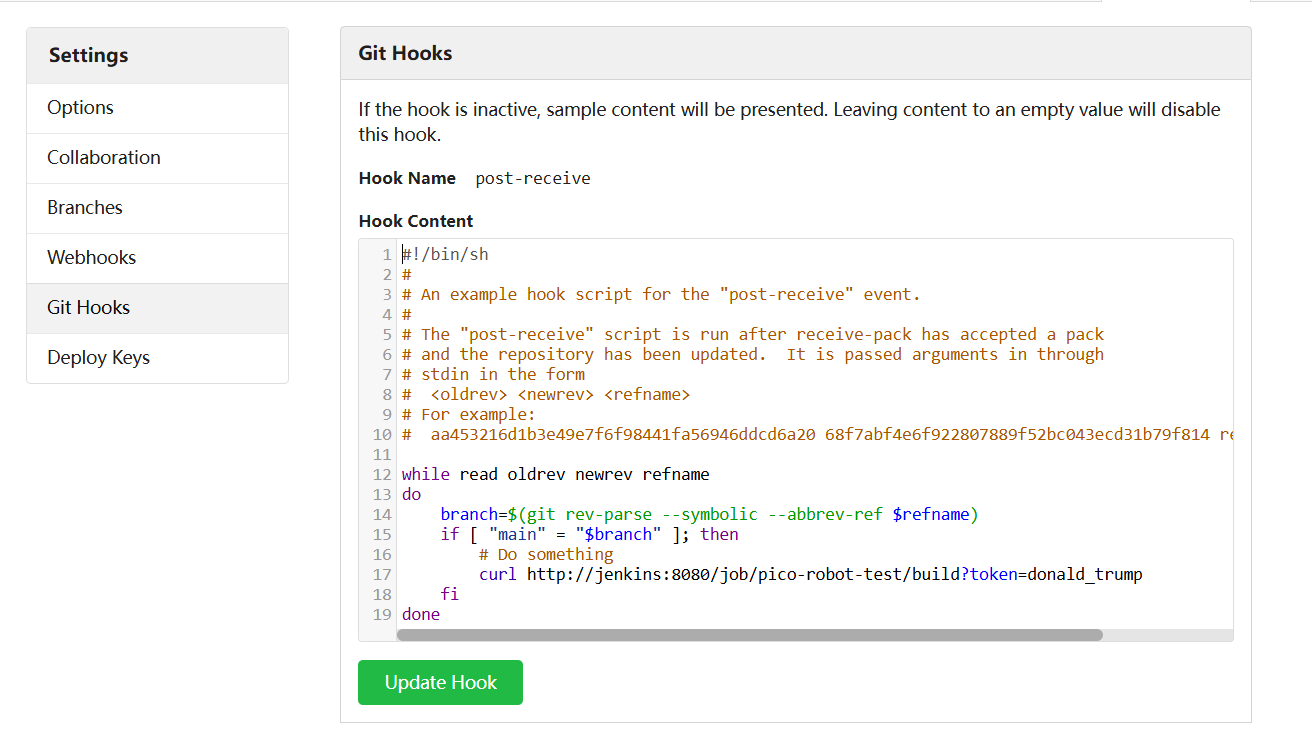 Settings
Options
Collaboration
Branches
Webhooks
Git Hooks
Deploy Keys
Git Hooks
If the hook is inactive, sample content will be presented. Leaving content to an empty value will disable
this hook.
Hook Name post-receive
Hook Content
1 #!/bin/sh
2 #
3 # An example hook script for the "post-receive" event.
4 #
5 # The "post-receive" script is run after receive-pack has accepted a pack
6 # and the repository has been updated.  It is passed arguments in through
7 # stdin in the form
8 #  <oldrev> <newrev> <refname>
9 # For example:
10 #  aa453216d1b3e49e7f6f98441fa56946ddcd6a20 68f7abf4e6f922807889f52bc043ecd31b79f814 re
11
12 while read oldrev newrev refname
13 do
14     branch=$(git rev-parse --symbolic --abbrev-ref $refname)
15     if [ "main" = "$branch" ]; then
16         # Do something
17         curl http://jenkins:8080/job/pico-robot-test/build?token=donald_trump
18     fi
19 done
Update Hook